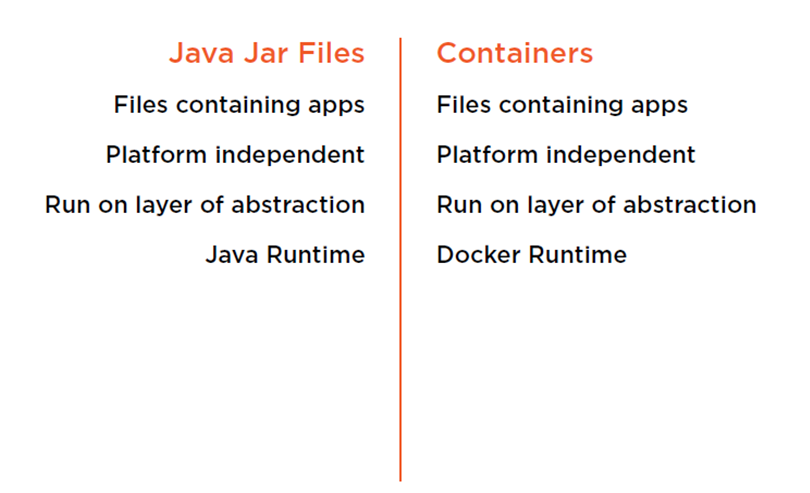 Java Jar Files
Files containing apps
Platform independent
Run on layer of abstraction
Java Runtime
Containers
Files containing apps
Platform independent
Run on layer of abstraction
Docker Runtime